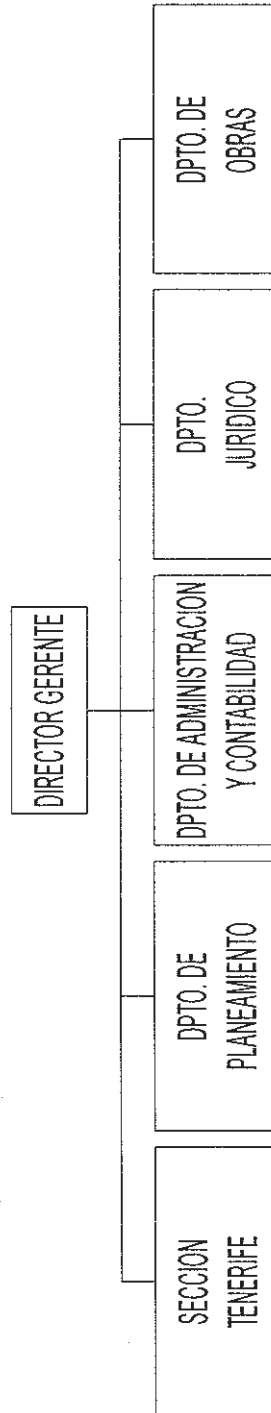 DIRECTOR GERENTE
SECCION
TENERIFE
DPTO. DE
PLANEAMIENTO
DPTO. DE ADMINISTRACION
Y CONTABILIDAD
DPTO.
JURIDICO
DPTO. DE
OBRAS